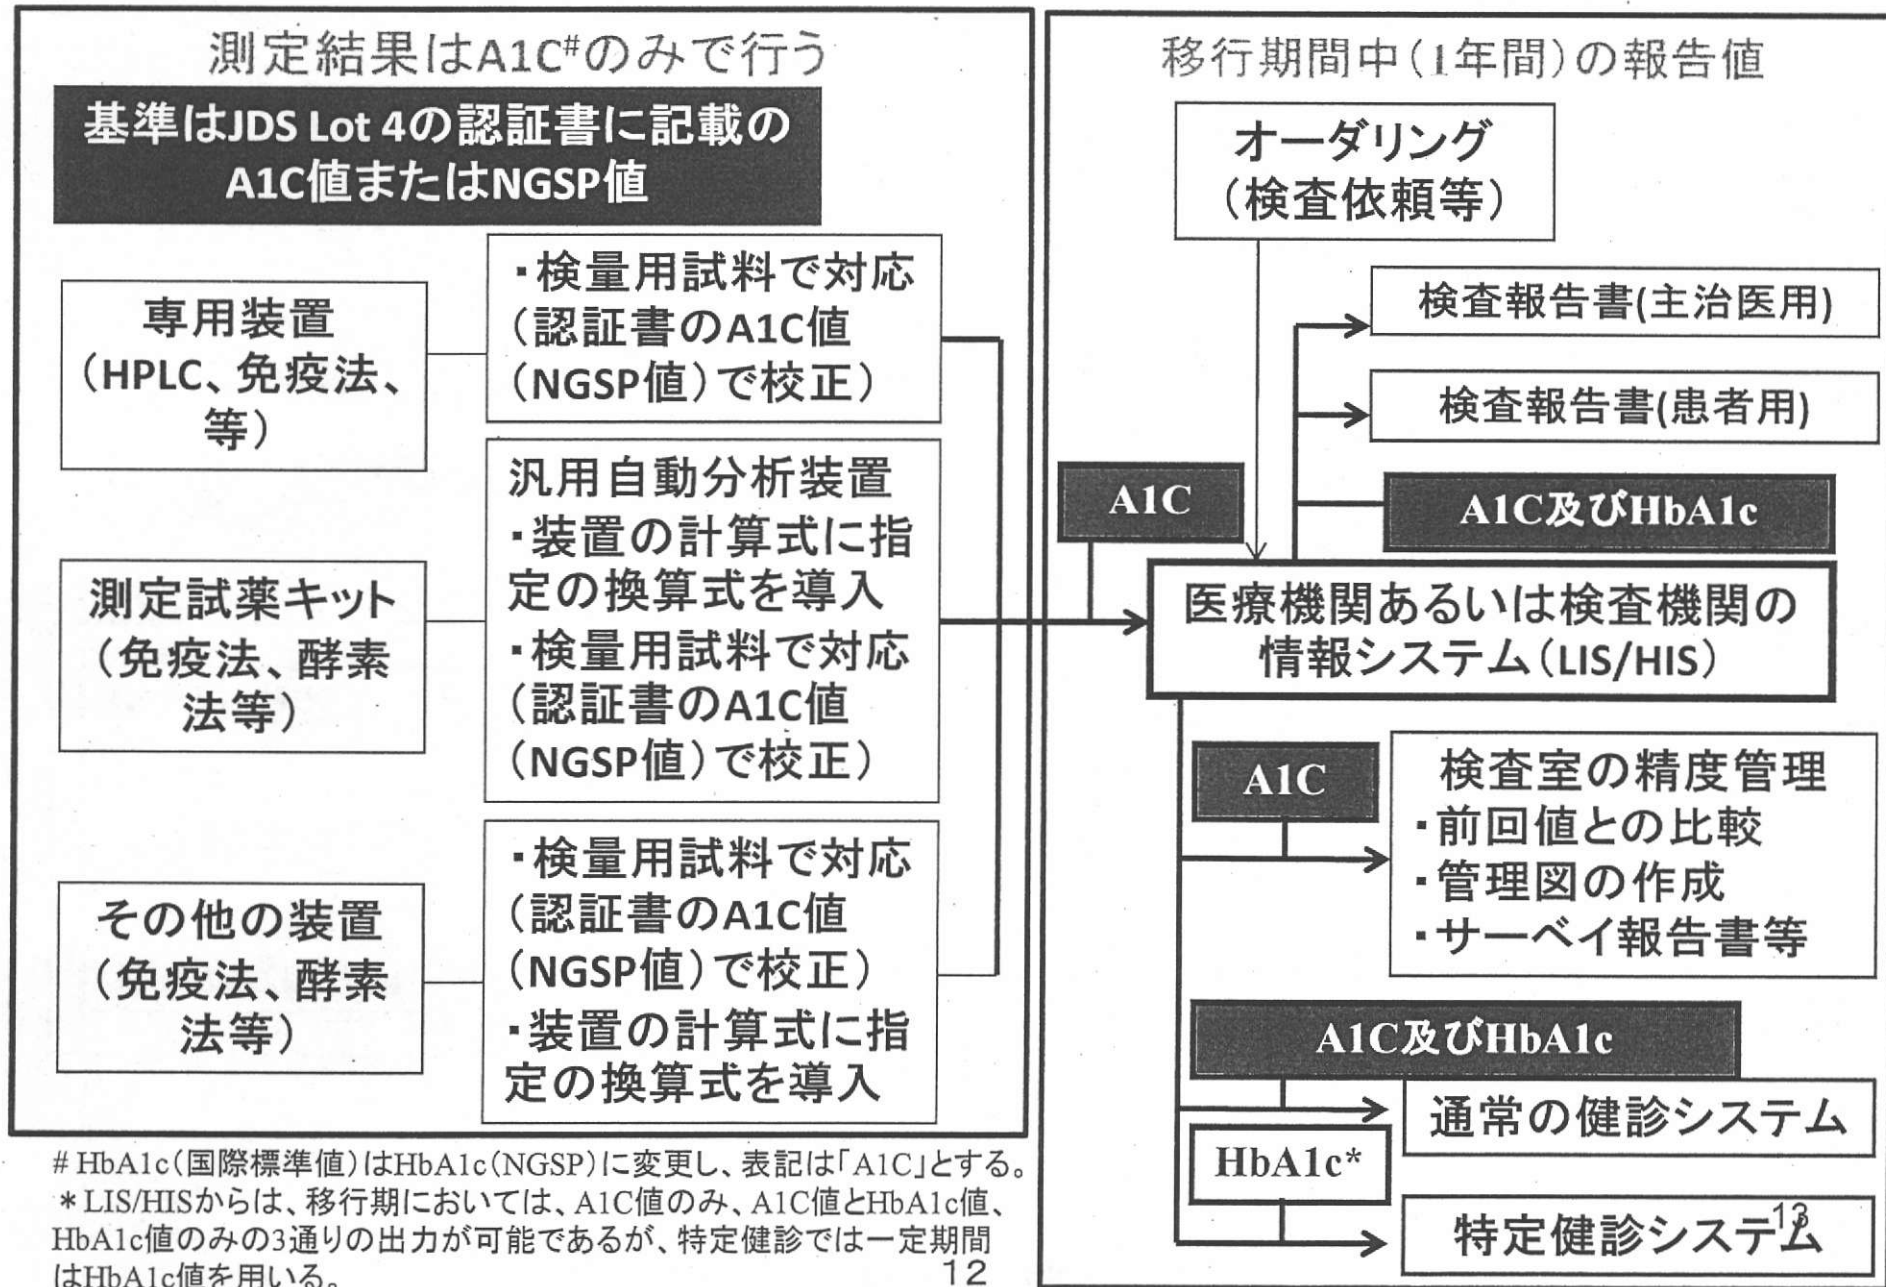 測定結果はA1C#のみで行う
基準はJDS Lot 4の認証書に記載の
A1C値またはNGSP値
専用装置
(HPLC、免疫法、
等)
・検量用試料で対応
(認証書のA1C値
(NGSP値)で校正)
測定試薬キット
(免疫法、酵素
法等)
汎用自動分析装置
・装置の計算式に指
定の換算式を導入
・検量用試料で対応
(認証書のA1C値
(NGSP値)で校正)
その他の装置
(免疫法、酵素
法等)
・検量用試料で対応
(認証書のA1C値
(NGSP値)で校正)
・装置の計算式に指
定の換算式を導入
# HbA1c(国際標準値)はHbA1c(NGSP)に変更し、表記は「A1C」とする。
* LIS/HISからは、移行期においては、A1C値のみ、A1C値とHbA1c値、
HbA1c値のみの3通りの出力が可能であるが、特定健診では一定期間
はHbA1c値を用いる。
12
移行期間中(1年間)の報告値
オーダリング
(検査依頼等)
検査報告書(主治医用)
検査報告書(患者用)
A1C
A1C及びHbA1c
医療機関あるいは検査機関の
情報システム(LIS/HIS)
A1C
検査室の精度管理
・前回値との比較
・管理図の作成
・サーベイ報告書等
A1C及びHbA1c
通常の健診システム
HbA1c*
特定健診システム
13